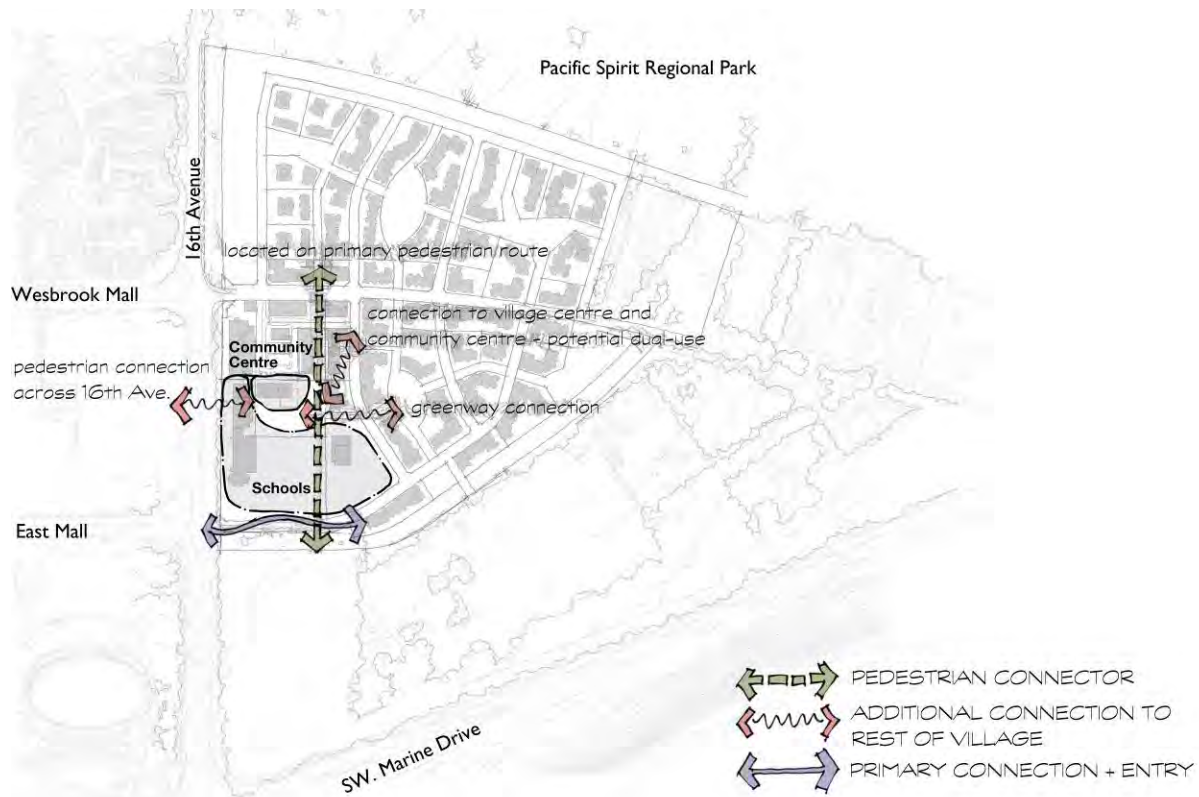 Pacific Spirit Regional Park
16th Avenue
located on primary pedestrian route
Wesbrook Mall
connection to village centre and
community centre + potential dual-use
Community
Centre
pedestrian connection
across 16th Ave.
greenway connection
Schools
East Mall
SW. Marine Drive
PEDESTRIAN CONNECTOR
ADDITIONAL CONNECTION TO
REST OF VILLAGE
PRIMARY CONNECTION + ENTRY